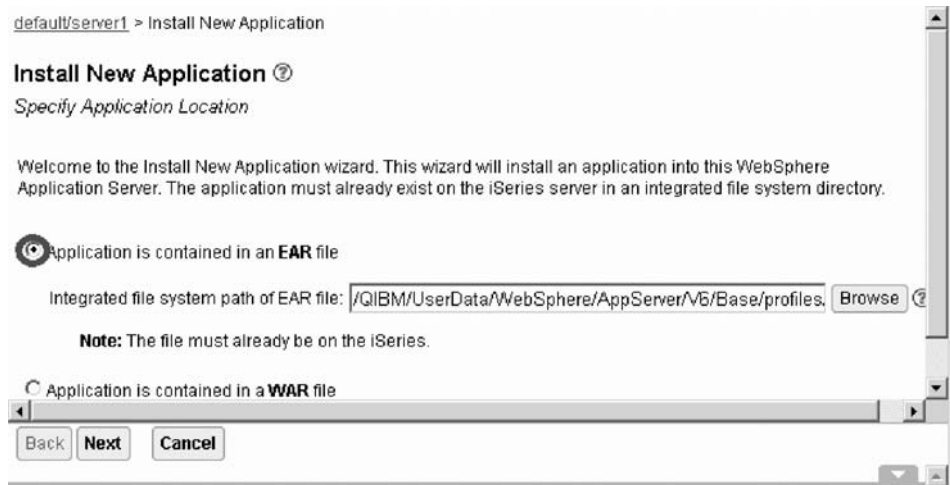 default/server1 > Install New Application
Install New Application ?
Specify Application Location
Welcome to the Install New Application wizard. This wizard will install an application into this WebSphere
Application Server. The application must already exist on the iSeries server in an integrated file system directory.
Application is contained in an EAR file
Integrated file system path of EAR file: /QIBM/UserData/WebSphere/AppServer/V6/Base/profiles/ Browse ?
Note: The file must already be on the iSeries.
Application is contained in a WAR file
Back Next Cancel